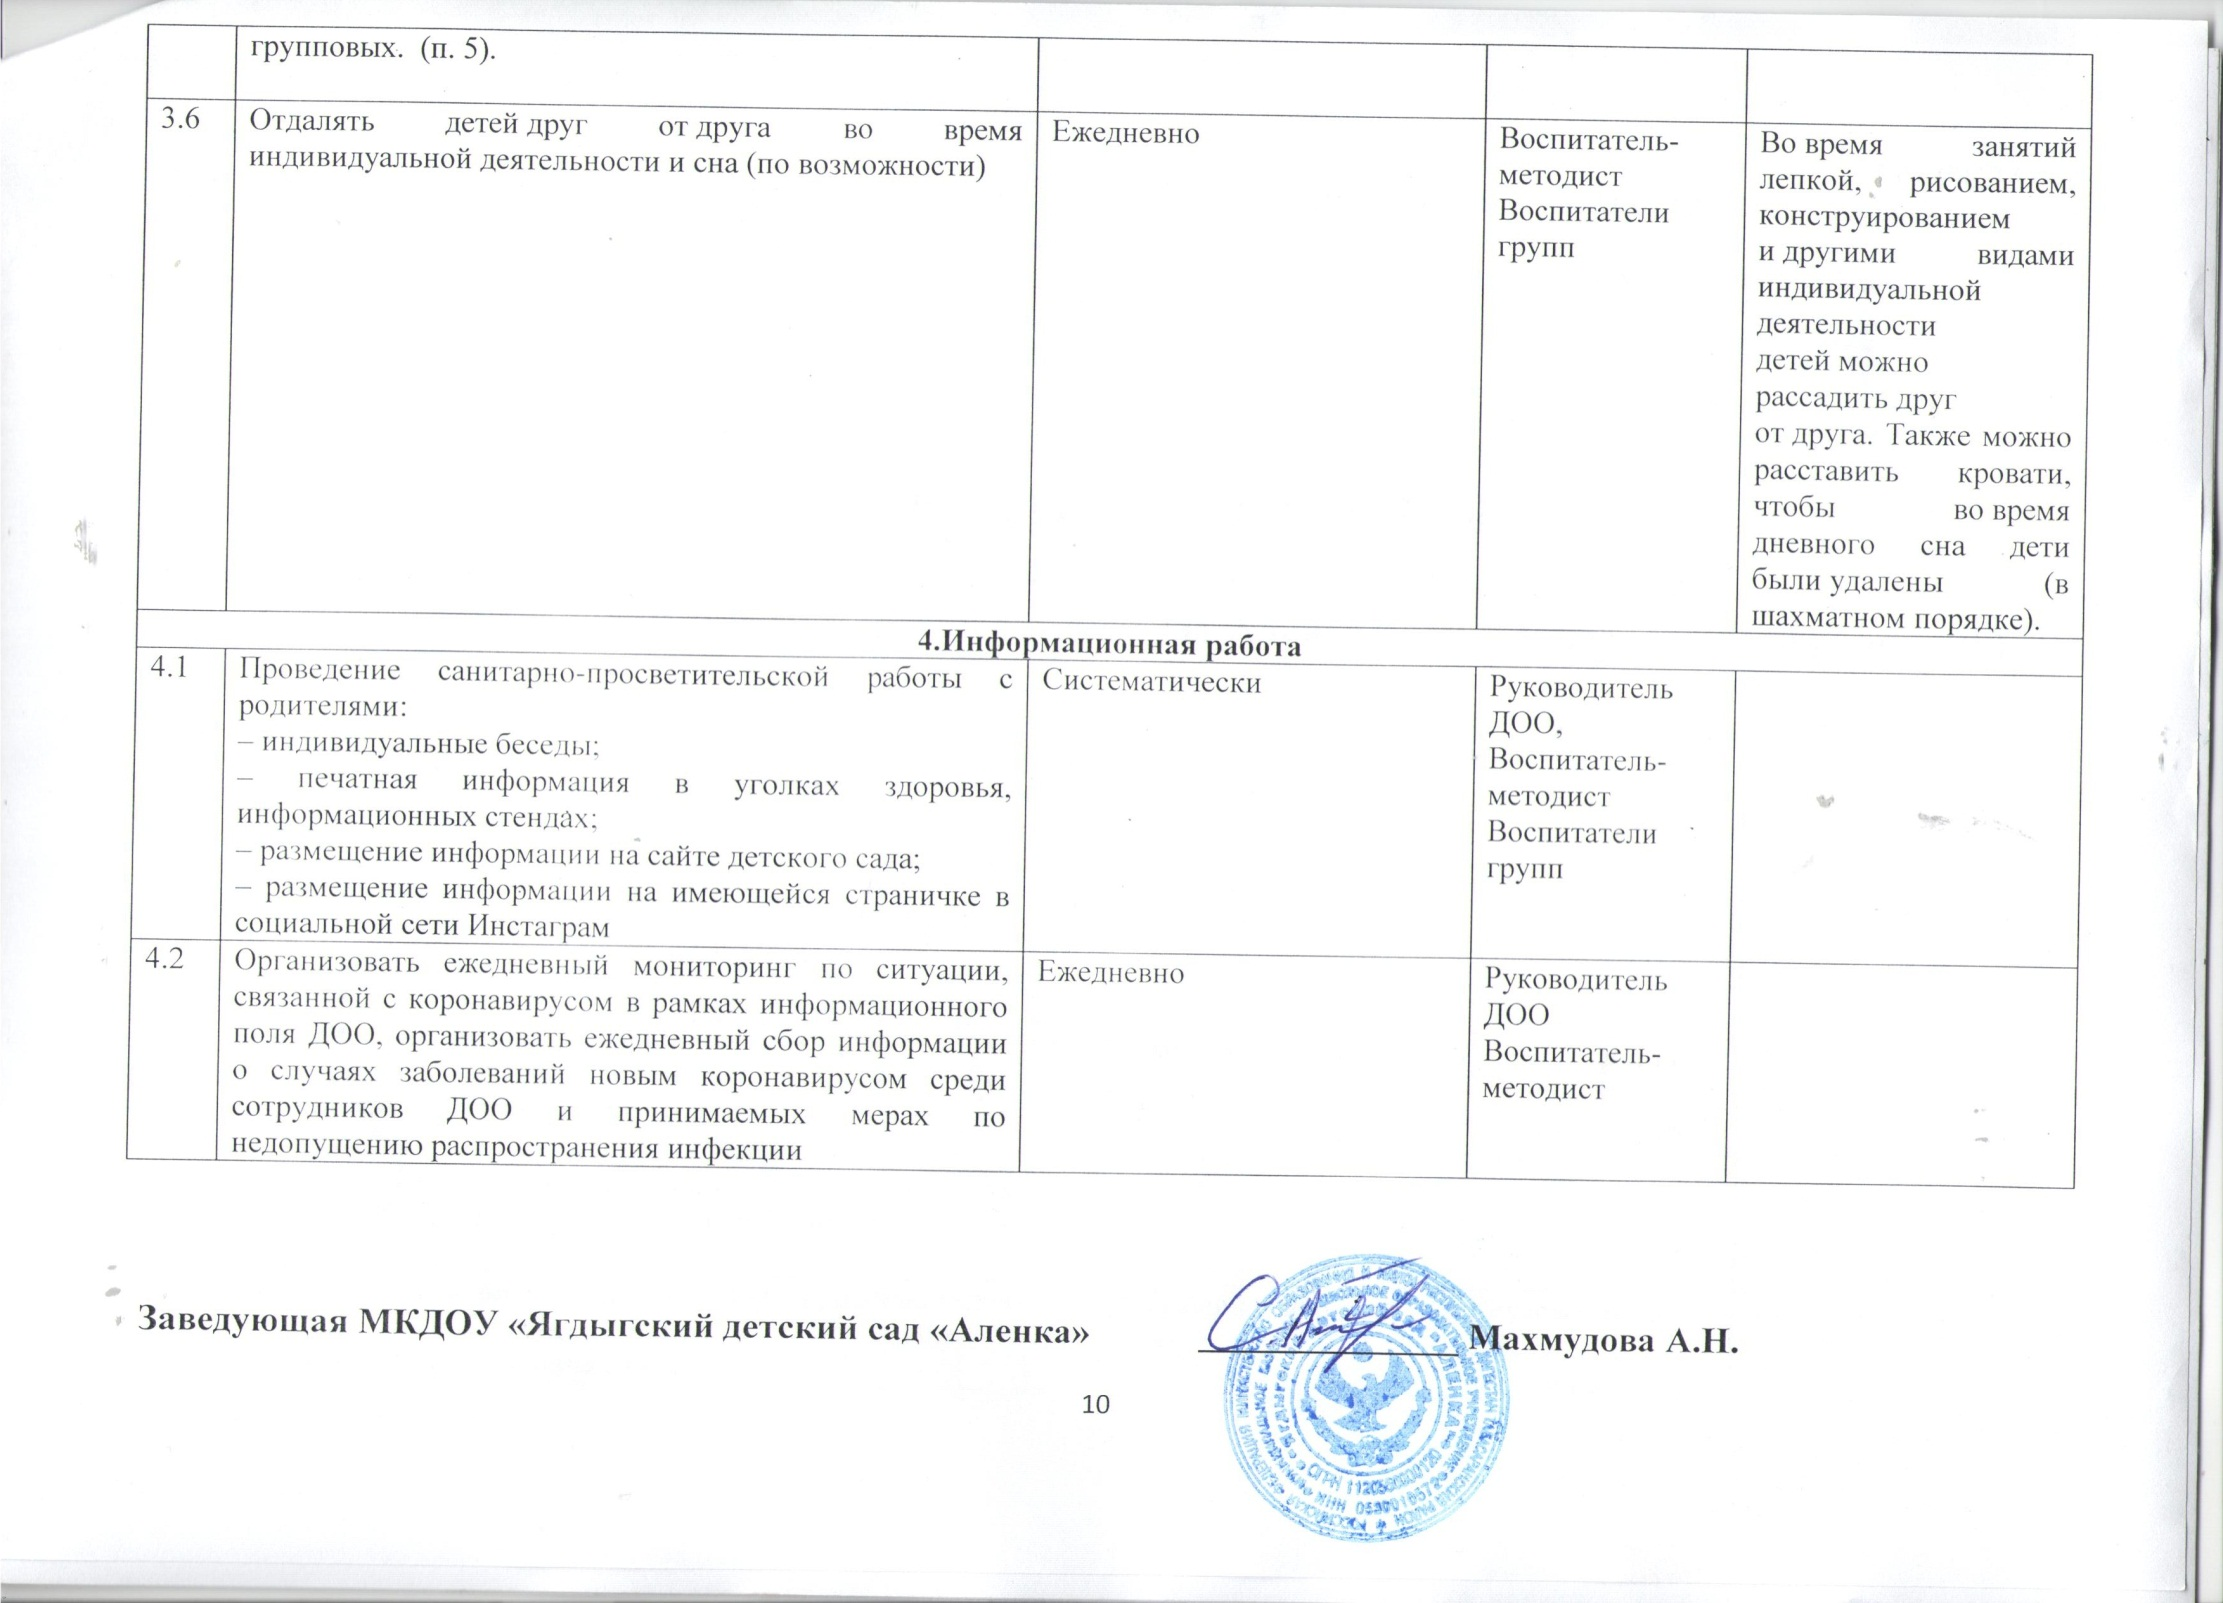 групповых. (п. 5).
3.6
Отдалять детей друг от друга во время
индивидуальной деятельности и сна (по возможности)
Ежедневно
Воспитатель-
методист
Воспитатели
групп
Во время занятий
лепкой, рисованием,
конструированием
и другими видами
индивидуальной
деятельности
детей можно
рассадить друг
от друга. Также можно
расставить кровати,
чтобы во время
дневного сна дети
были удалены (в
шахматном порядке).
4.Информационная работа
4.1
Проведение санитарно-просветительской работы с
родителями:
– индивидуальные беседы;
– печатная информация в уголках здоровья,
информационных стендах;
– размещение информации на сайте детского сада;
– размещение информации на имеющейся страничке в
социальной сети Инстаграм
Систематически
Руководитель
ДОО,
Воспитатель-
методист
Воспитатели
групп
4.2
Организовать ежедневный мониторинг по ситуации,
связанной с коронавирусом в рамках информационного
поля ДОО, организовать ежедневный сбор информации
о случаях заболеваний новым коронавирусом среди
сотрудников ДОО и принимаемых мерах по
недопущению распространения инфекции
Ежедневно
Руководитель
ДОО
Воспитатель-
методист
Заведующая МКДОУ «Ягдыгский детский сад «Аленка»
Махмудова А.Н.
10